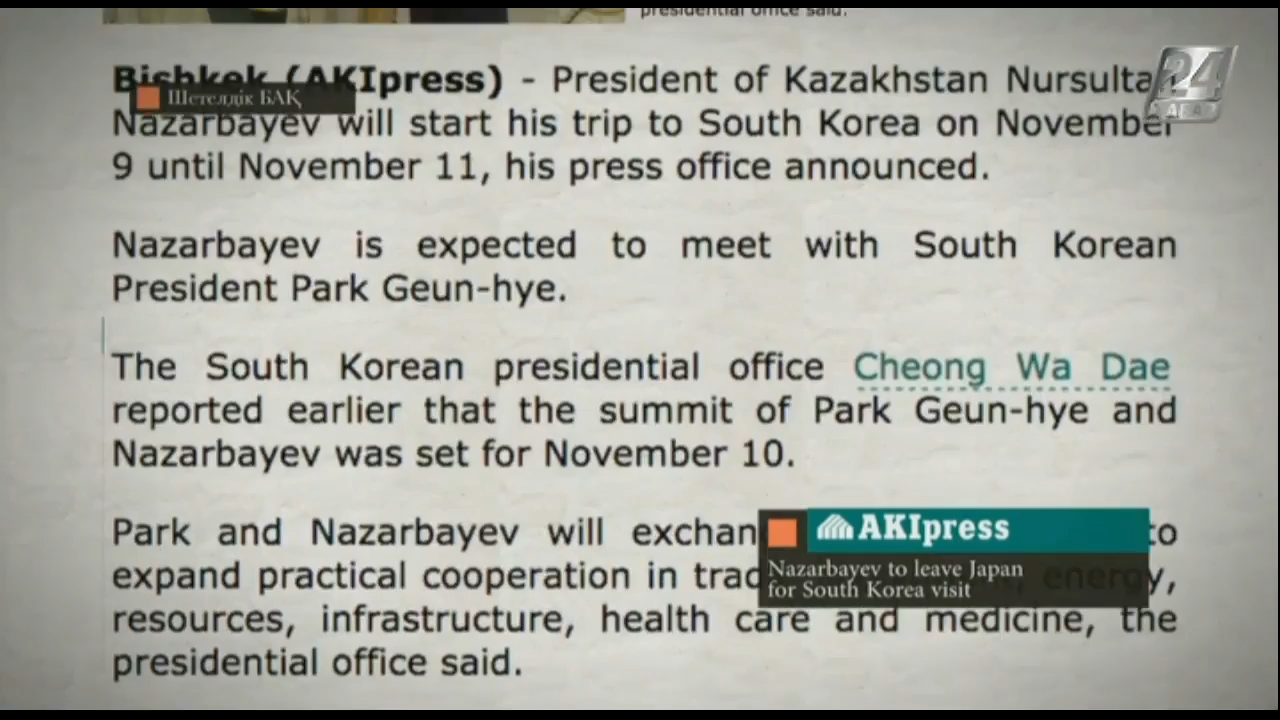 presidential office said.
Bishkek (AKIpress) - President of Kazakhstan Nursultan
Шетелдік БАҚ
24
Nazarbayev will start his trip to South Korea on November
9 until November 11, his press office announced.
Nazarbayev is expected to meet with South Korean
President Park Geun-hye.
The South Korean presidential office Cheong Wa Dae
reported earlier that the summit of Park Geun-hye and
Nazarbayev was set for November 10.
Park and Nazarbayev will to
AKIpress
expand practical cooperation in energy,
Nazarbayev to leave Japan
for South Korea visit
resources, infrastructure, health care and medicine, the
presidential office said.